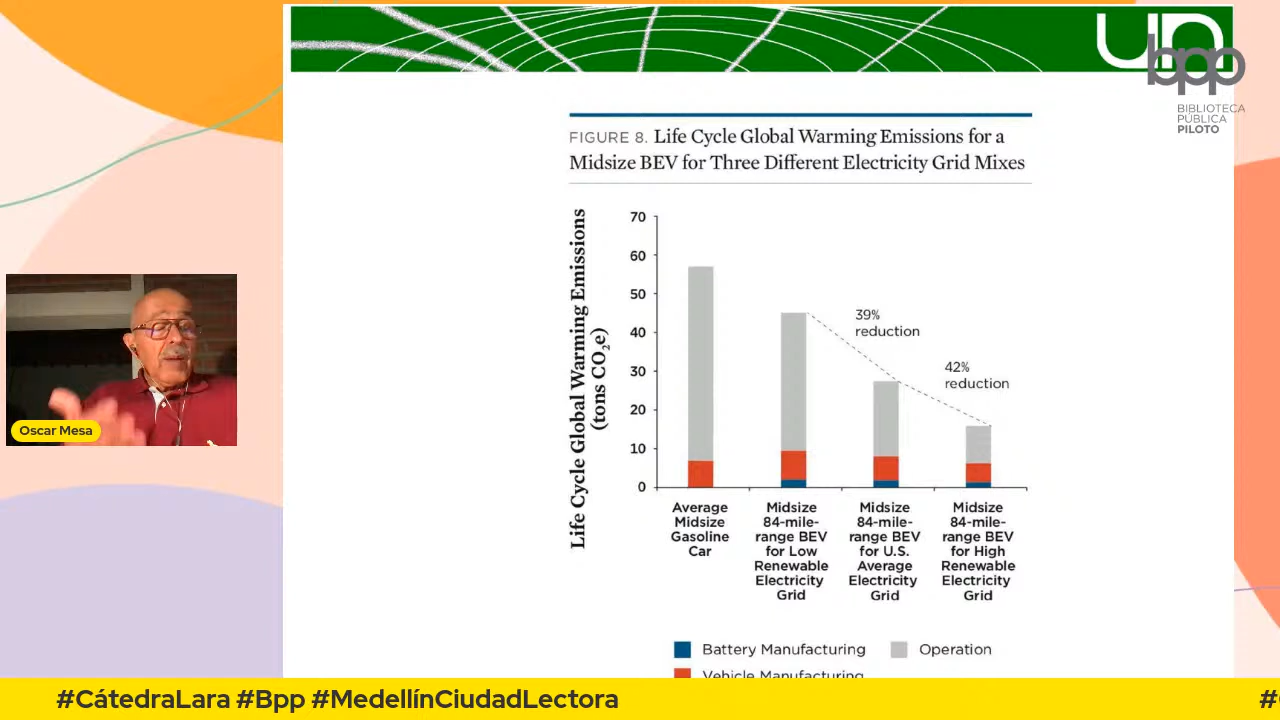 un
bpp
BIBLIOTECA
PÚBLICA
PILOTO
FIGURE 8. Life Cycle Global Warming Emissions for a
Midsize BEV for Three Different Electricity Grid Mixes
Life Cycle Global Warming Emissions
(tons CO₂e)
70
60
50
40
30
20
10
0
39%
reduction
42%
reduction
Average
Midsize
Gasoline
Car
Midsize
84-mile-
range BEV
for Low
Renewable
Electricity
Grid
Midsize
84-mile-
range BEV
for U.S.
Average
Electricity
Grid
Midsize
84-mile-
range BEV
for High
Renewable
Electricity
Grid
Battery Manufacturing
Operation
Vehicle Manufacturing
Oscar Mesa
#CátedraLara #Bpp #MedellínCiudadLectora